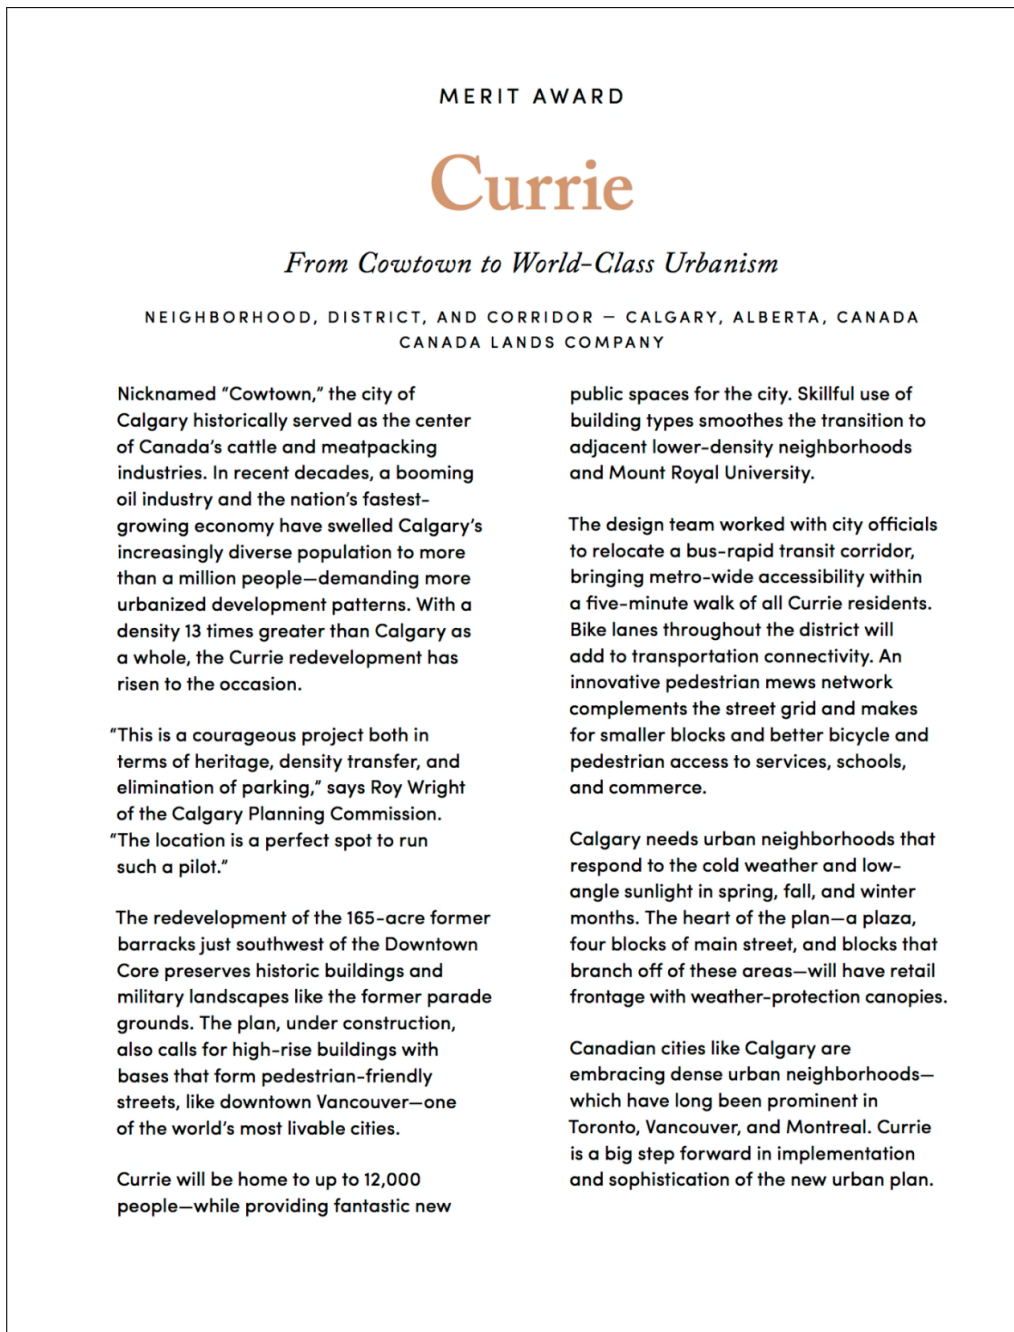 MERIT AWARD
Currie
From Cowtown to World-Class Urbanism
NEIGHBORHOOD, DISTRICT, AND CORRIDOR — CALGARY, ALBERTA, CANADA
CANADA LANDS COMPANY
Nicknamed “Cowtown,” the city of
Calgary historically served as the center
of Canada’s cattle and meatpacking
industries. In recent decades, a booming
oil industry and the nation’s fastest-
growing economy have swelled Calgary’s
increasingly diverse population to more
than a million people—demanding more
urbanized development patterns. With a
density 13 times greater than Calgary as
a whole, the Currie redevelopment has
risen to the occasion.
“This is a courageous project both in
terms of heritage, density transfer, and
elimination of parking,” says Roy Wright
of the Calgary Planning Commission.
“The location is a perfect spot to run
such a pilot.”
The redevelopment of the 165-acre former
barracks just southwest of the Downtown
Core preserves historic buildings and
military landscapes like the former parade
grounds. The plan, under construction,
also calls for high-rise buildings with
bases that form pedestrian-friendly
streets, like downtown Vancouver—one
of the world’s most livable cities.
Currie will be home to up to 12,000
people—while providing fantastic new
public spaces for the city. Skillful use of
building types smoothes the transition to
adjacent lower-density neighborhoods
and Mount Royal University.
The design team worked with city officials
to relocate a bus-rapid transit corridor,
bringing metro-wide accessibility within
a five-minute walk of all Currie residents.
Bike lanes throughout the district will
add to transportation connectivity. An
innovative pedestrian mews network
complements the street grid and makes
for smaller blocks and better bicycle and
pedestrian access to services, schools,
and commerce.
Calgary needs urban neighborhoods that
respond to the cold weather and low-
angle sunlight in spring, fall, and winter
months. The heart of the plan—a plaza,
four blocks of main street, and blocks that
branch off of these areas—will have retail
frontage with weather-protection canopies.
Canadian cities like Calgary are
embracing dense urban neighborhoods—
which have long been prominent in
Toronto, Vancouver, and Montreal. Currie
is a big step forward in implementation
and sophistication of the new urban plan.